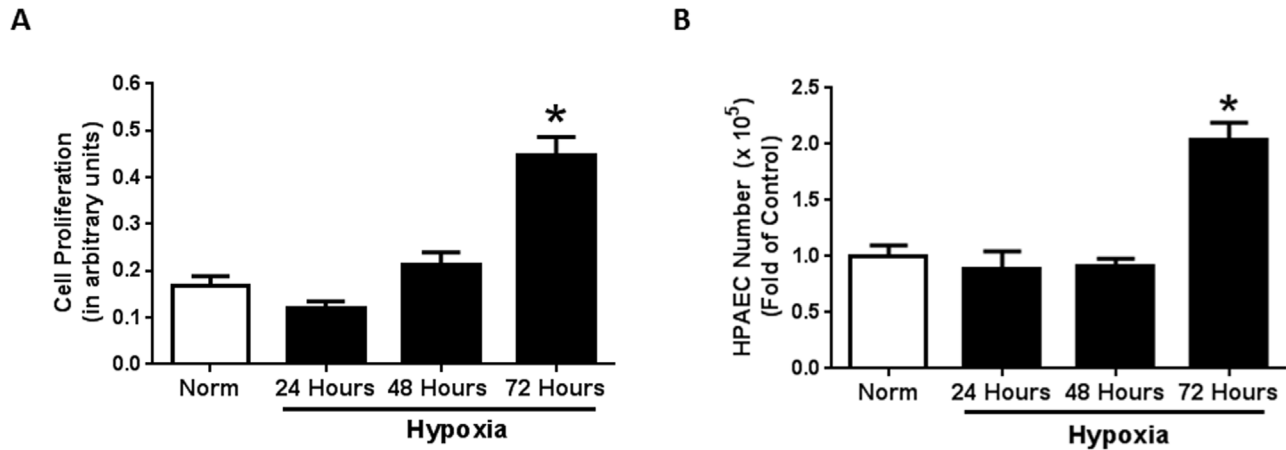 A
Cell Proliferation
(in arbitrary units)
0.6
0.5
0.4
0.3
0.2
0.1
0.0
*
Norm 24 Hours 48 Hours 72 Hours
Hypoxia
B
HPAEC Number (x 10^5)
(Fold of Control)
2.5
2.0
1.5
1.0
0.5
0.0
*
Norm 24 Hours 48 Hours 72 Hours
Hypoxia